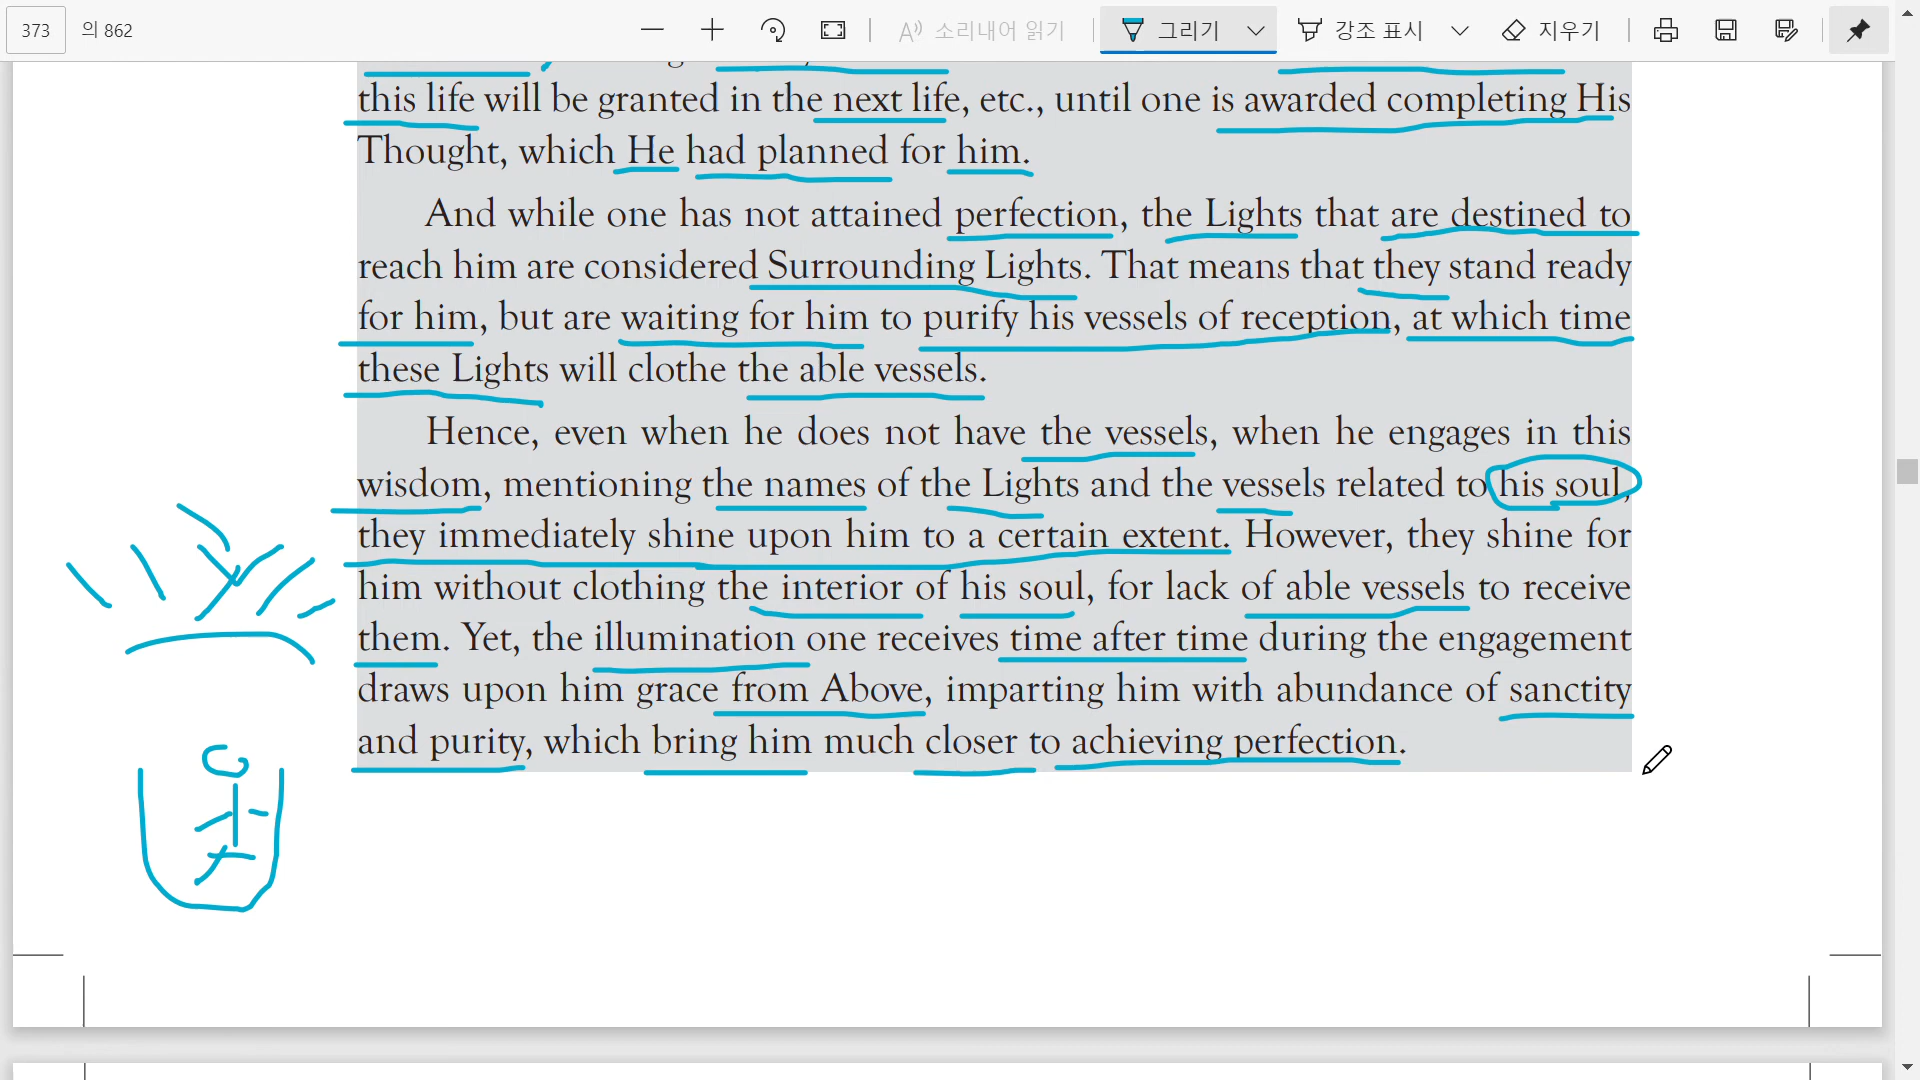 373 의 862 소리내어 읽기 그리기 강조 표시 지우기
this life will be granted in the next life, etc., until one is awarded completing His
Thought, which He had planned for him.
And while one has not attained perfection, the Lights that are destined to
reach him are considered Surrounding Lights. That means that they stand ready
for him, but are waiting for him to purify his vessels of reception, at which time
these Lights will clothe the able vessels.
Hence, even when he does not have the vessels, when he engages in this
wisdom, mentioning the names of the Lights and the vessels related to his soul,
they immediately shine upon him to a certain extent. However, they shine for
him without clothing the interior of his soul, for lack of able vessels to receive
them. Yet, the illumination one receives time after time during the engagement
draws upon him grace from Above, imparting him with abundance of sanctity
and purity, which bring him much closer to achieving perfection.